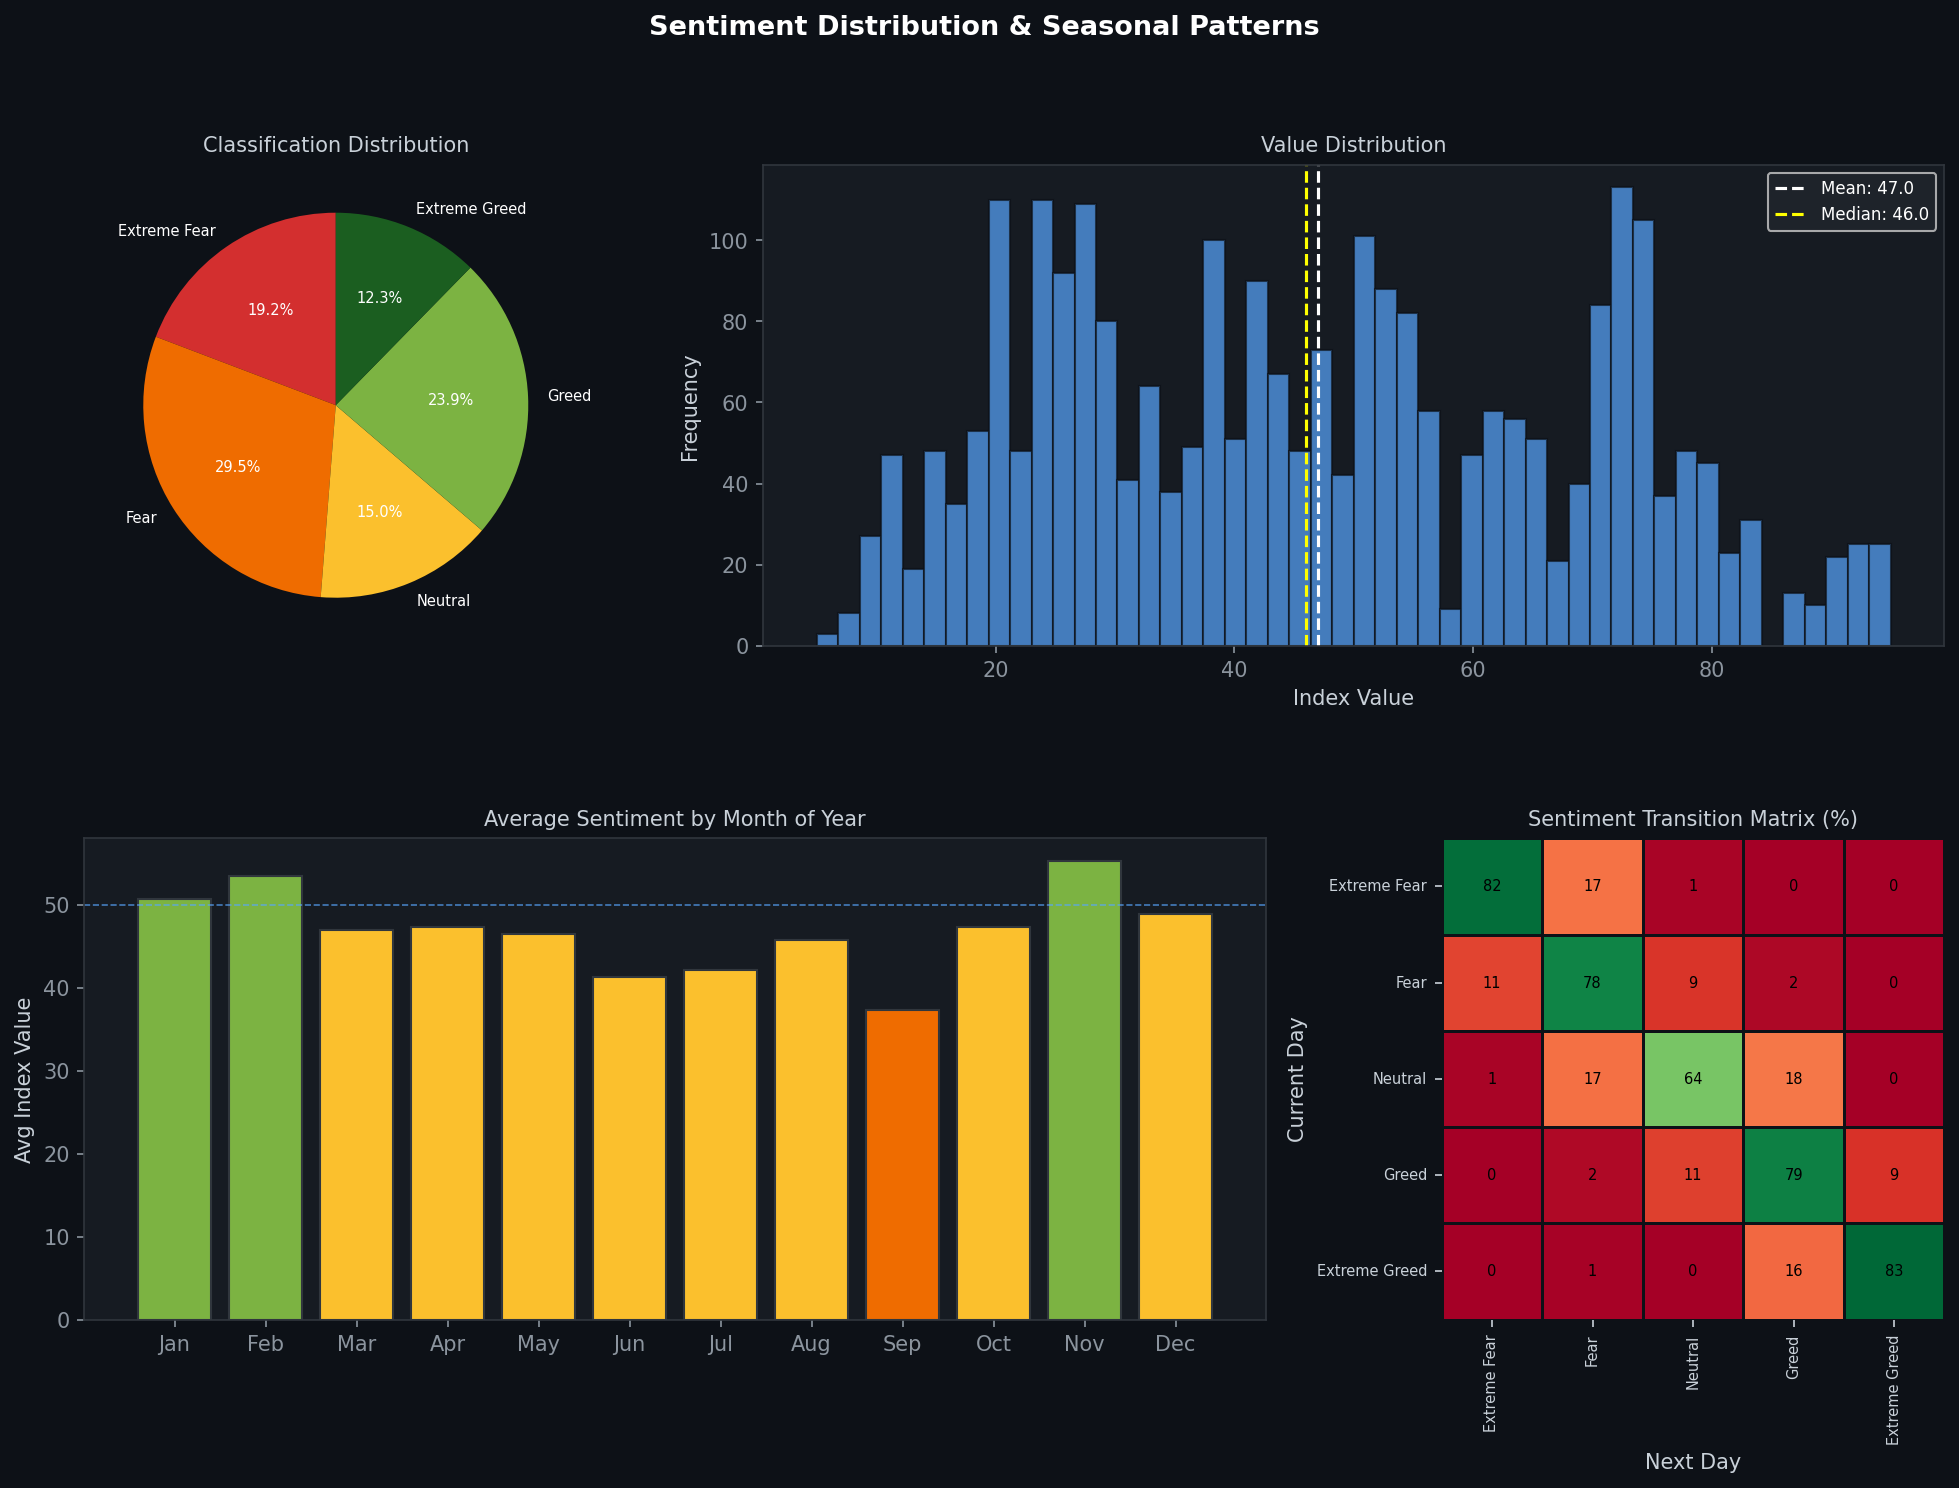 Sentiment Distribution & Seasonal Patterns
Classification Distribution
Extreme Fear
19.2%
Extreme Greed
12.3%
Greed
23.9%
Fear
29.5%
Neutral
15.0%
Value Distribution
Mean: 47.0
Median: 46.0
Frequency
100
80
60
40
20
0
20 40 60 80
Index Value
Average Sentiment by Month of Year
Avg Index Value
50
40
30
20
10
0
Jan Feb Mar Apr May Jun Jul Aug Sep Oct Nov Dec
Sentiment Transition Matrix (%)
Current Day
Extreme Fear 82 17 1 0 0
Fear 11 78 9 2 0
Neutral 1 17 64 18 0
Greed 0 2 11 79 9
Extreme Greed 0 1 0 16 83
Extreme Fear
Fear
Neutral
Greed
Extreme Greed
Next Day